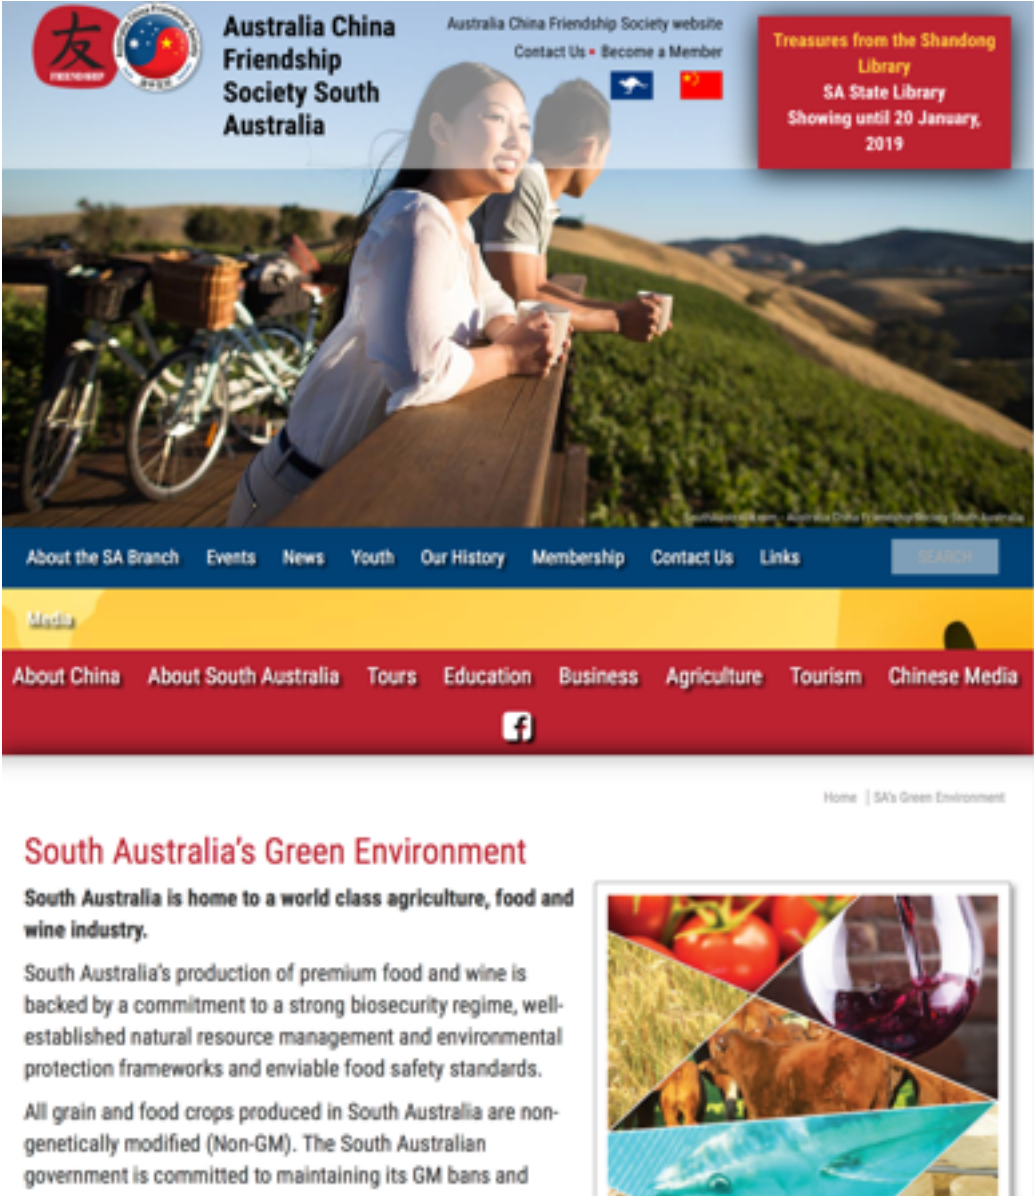 友
FRIENDSHIP
Australia China
Friendship
Society South
Australia
Australia China Friendship Society website
Contact Us • Become a Member
Treasures from the Shandong
Library
SA State Library
Showing until 20 January,
2019
About the SA Branch Events News Youth Our History Membership Contact Us Links SEARCH
Media
About China About South Australia Tours Education Business Agriculture Tourism Chinese Media
f
Home | SA's Green Environment
South Australia's Green Environment
South Australia is home to a world class agriculture, food and
wine industry.
South Australia's production of premium food and wine is
backed by a commitment to a strong biosecurity regime, well-
established natural resource management and environmental
protection frameworks and enviable food safety standards.
All grain and food crops produced in South Australia are non-
genetically modified (Non-GM). The South Australian
government is committed to maintaining its GM bans and